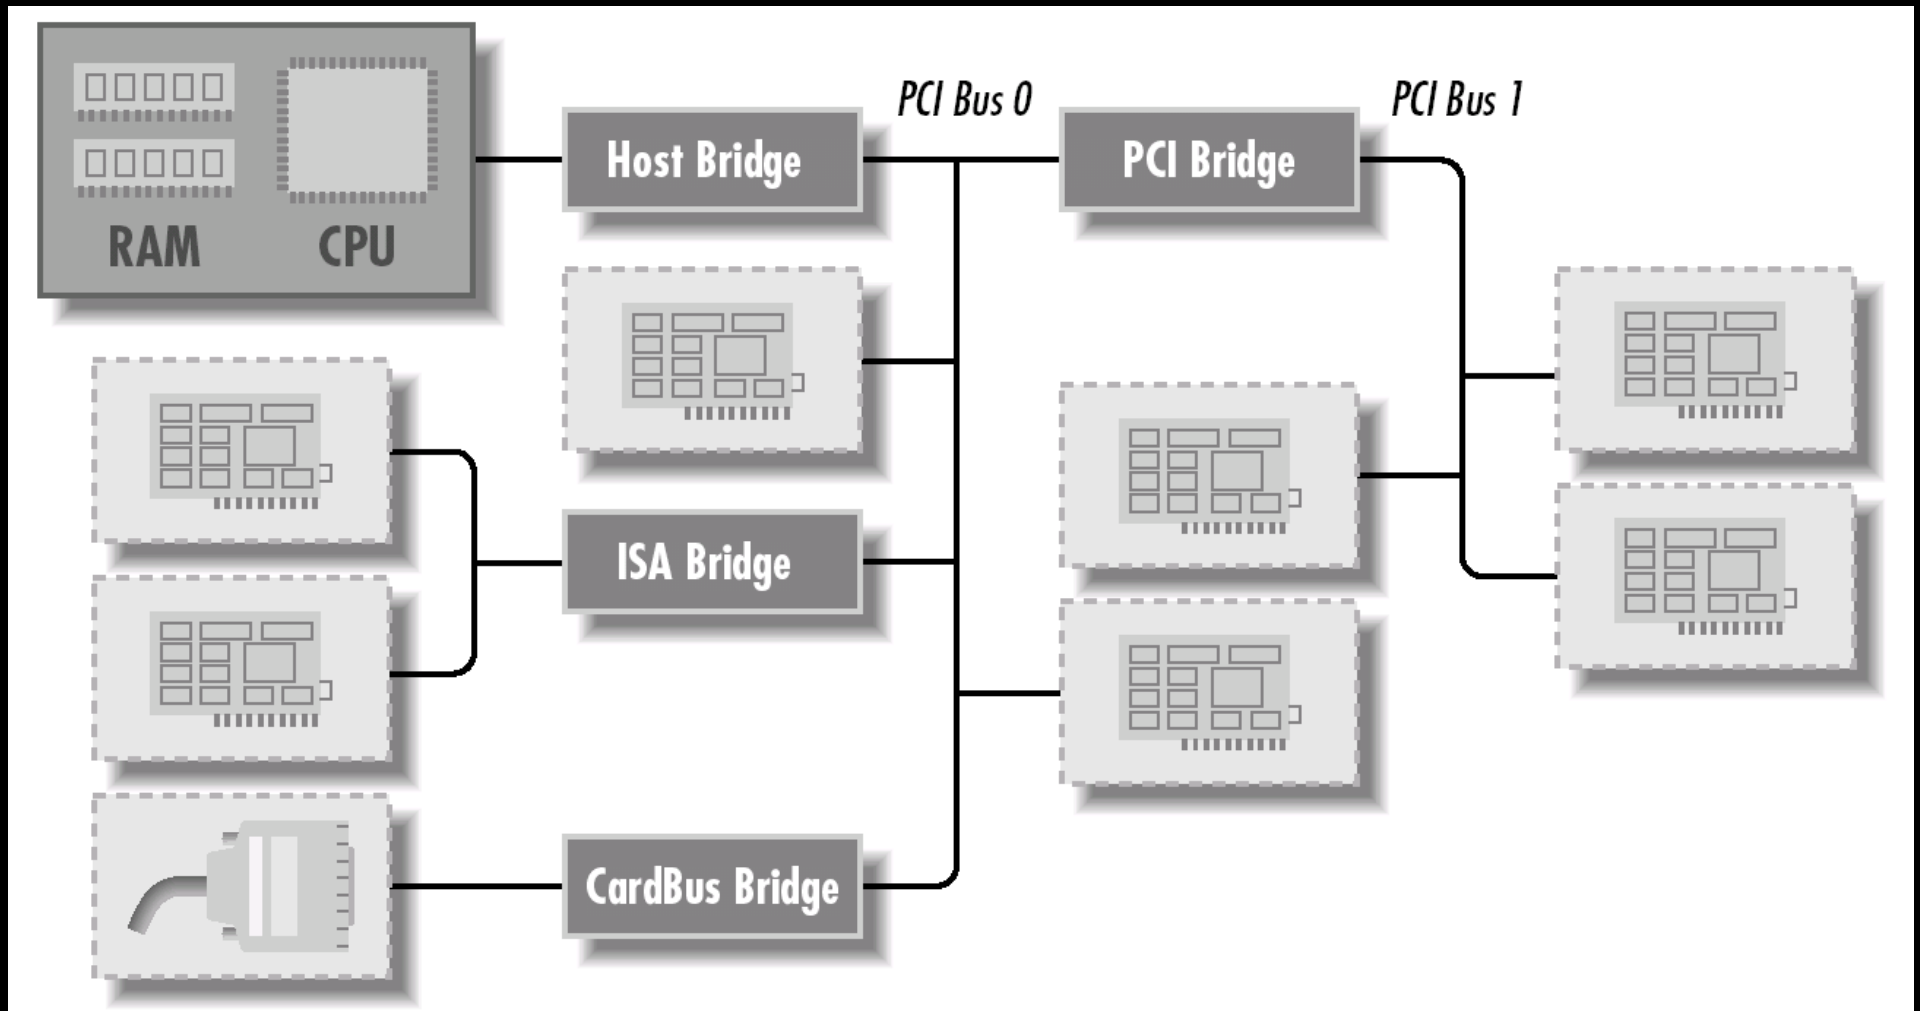 PCI Bus 0
PCI Bus 1
Host Bridge
PCI Bridge
RAM
CPU
ISA Bridge
CardBus Bridge